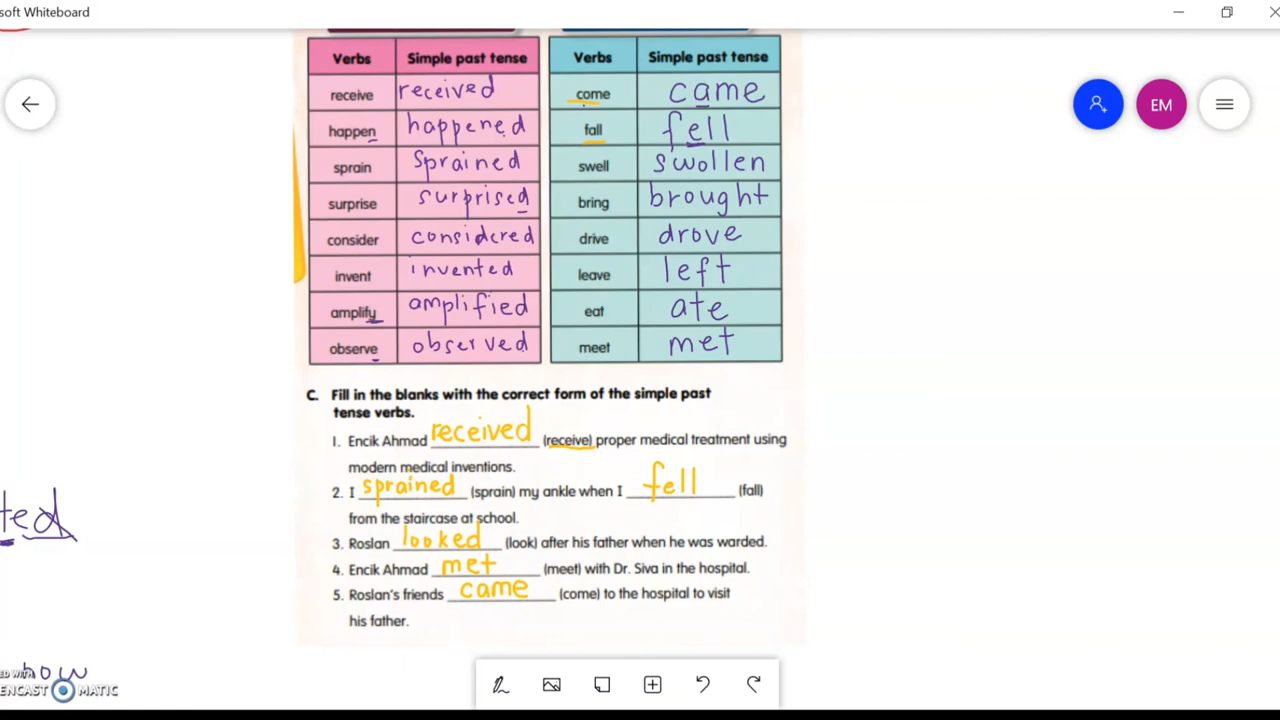 soft Whiteboard
EM
Verbs Simple past tense
receive received
happen happened
sprain sprained
surprise surprised
consider considered
invent invented
amplify amplified
observe observed
Verbs Simple past tense
come came
fall fell
swell swollen
bring brought
drive drove
leave left
eat ate
meet met
C. Fill in the blanks with the correct form of the simple past
tense verbs.
1. Encik Ahmad received (receive) proper medical treatment using
modern medical inventions.
2. I sprained (sprain) my ankle when I fell (fall)
from the staircase at school.
3. Roslan looked (look) after his father when he was warded.
4. Encik Ahmad met (meet) with Dr. Siva in the hospital.
5. Roslan's friends came (come) to the hospital to visit
his father.
ted
how
ED WITH
ENCAST MATIC